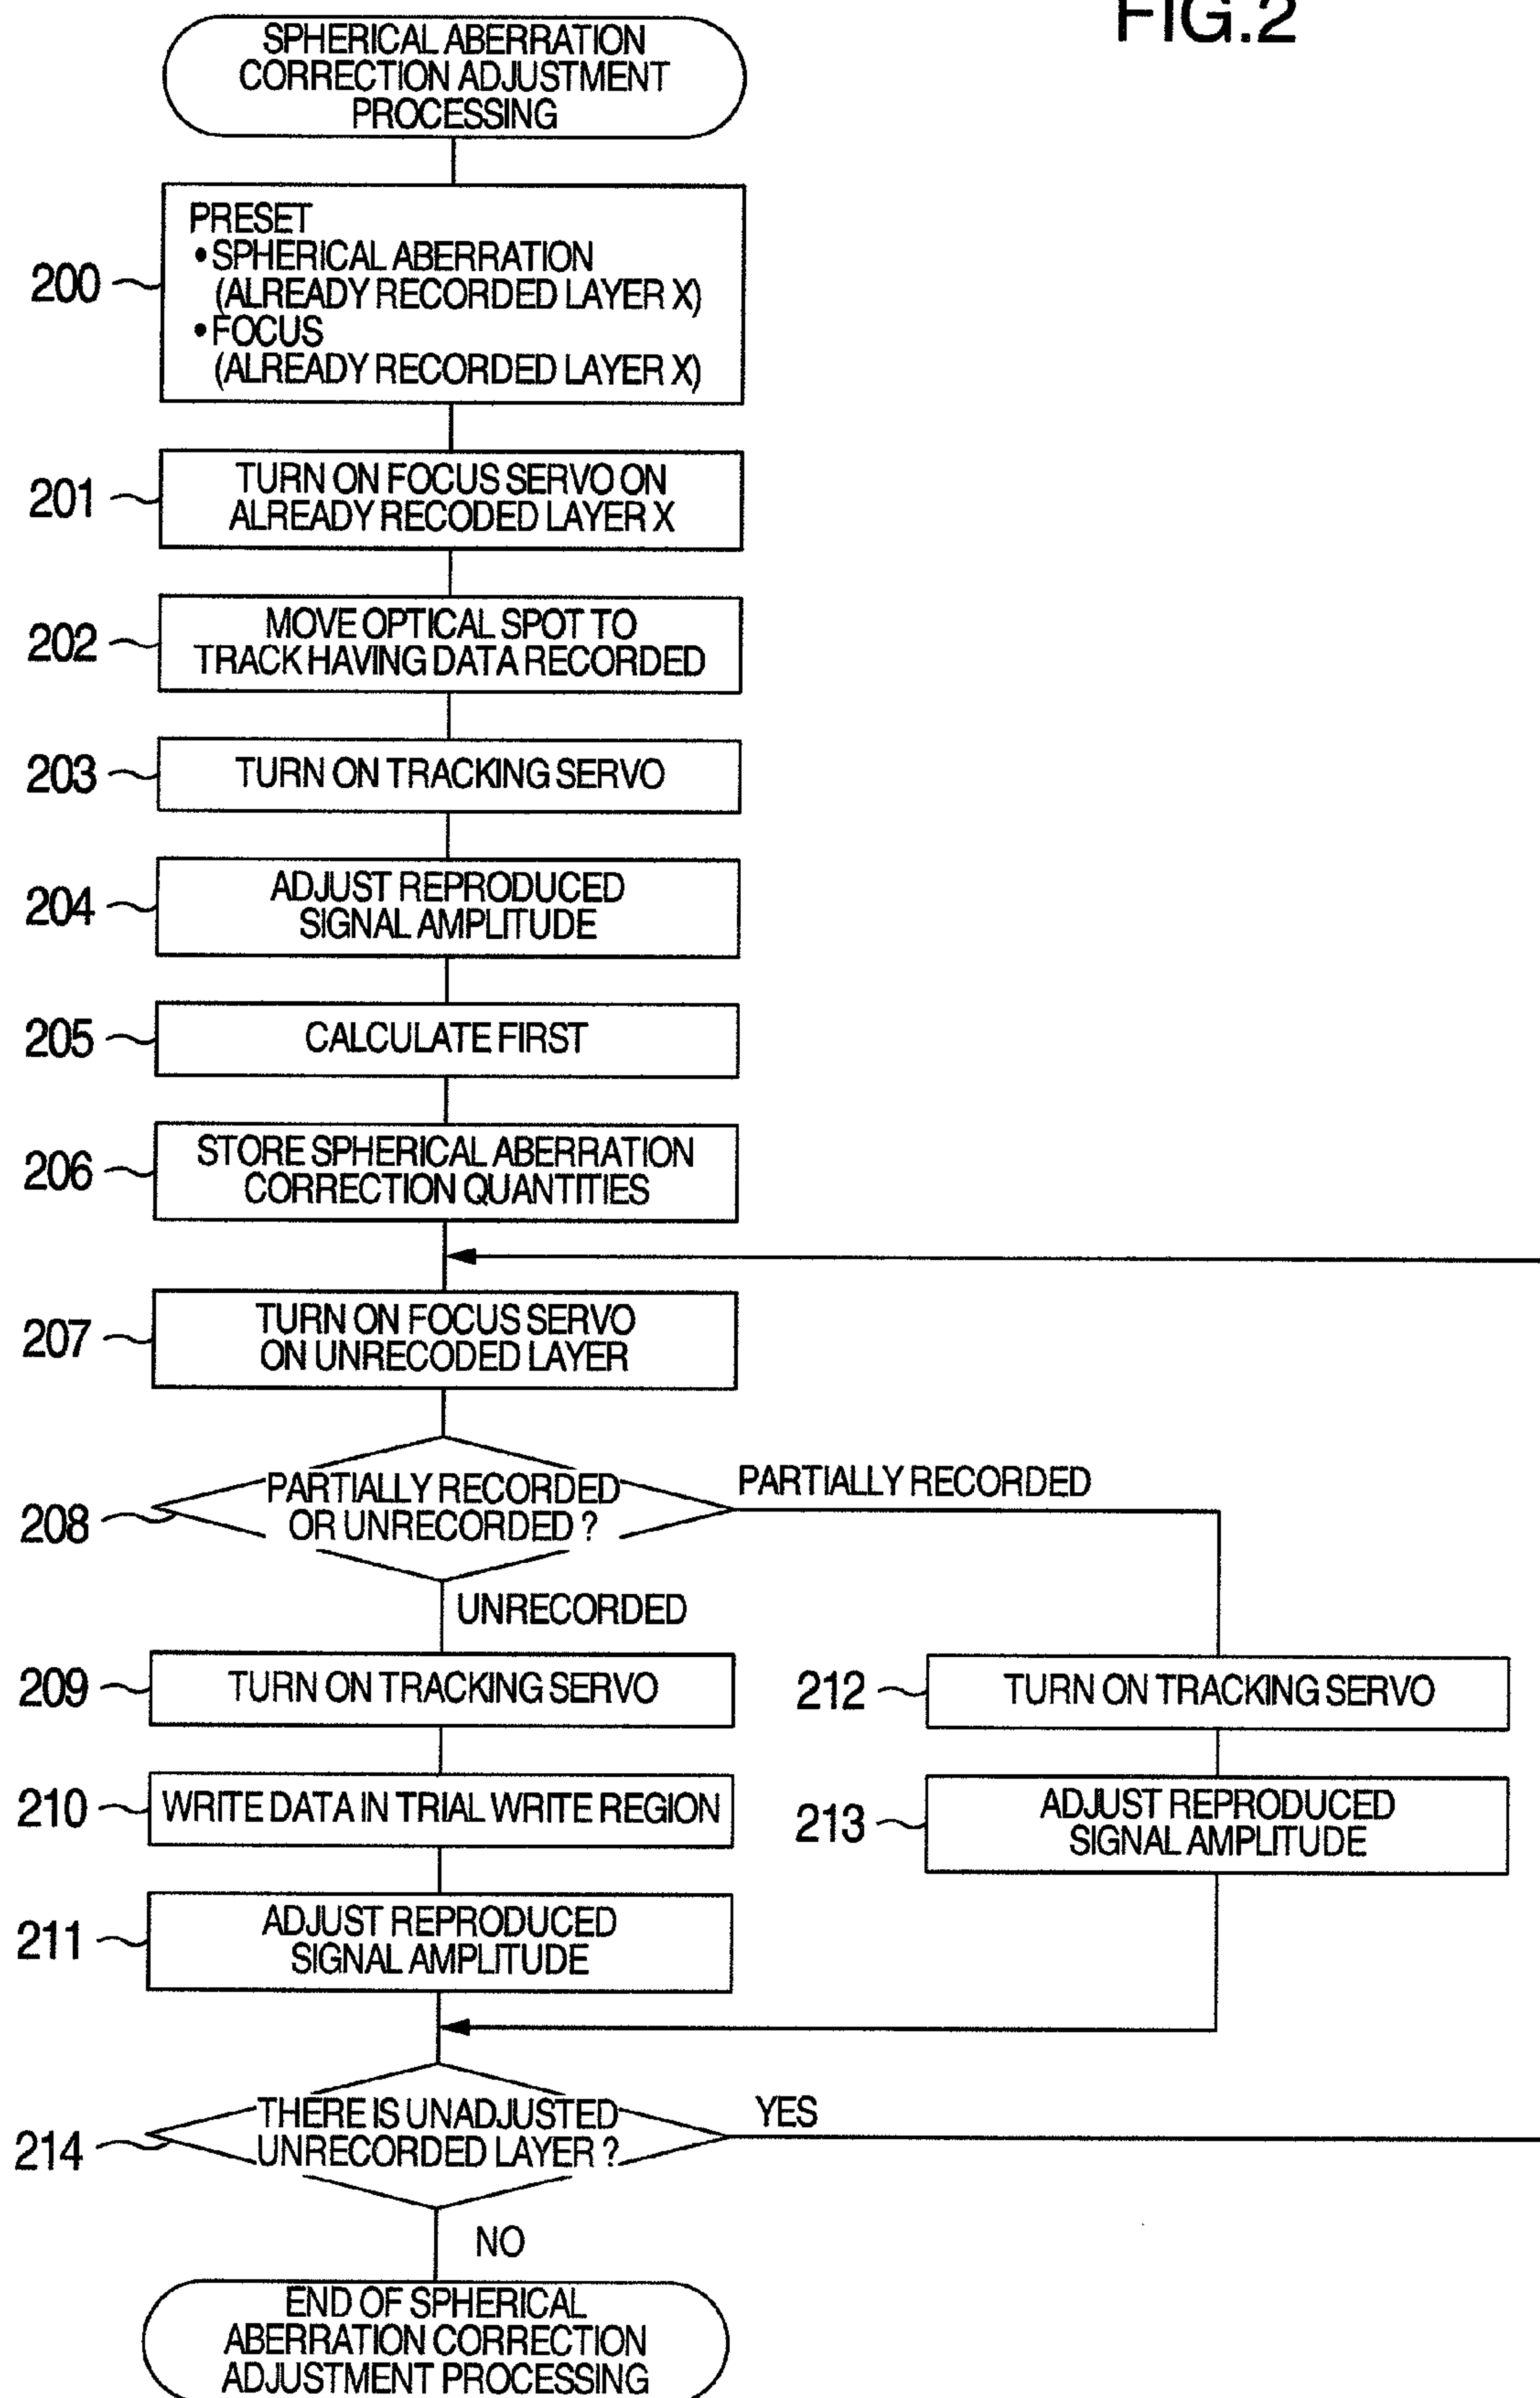 FIG.2
SPHERICAL ABERRATION
CORRECTION ADJUSTMENT
PROCESSING
200
PRESET
•SPHERICAL ABERRATION
(ALREADY RECORDED LAYER X)
•FOCUS
(ALREADY RECORDED LAYER X)
201
TURN ON FOCUS SERVO ON
ALREADY RECODED LAYER X
202
MOVE OPTICAL SPOT TO
TRACK HAVING DATA RECORDED
203
TURN ON TRACKING SERVO
204
ADJUST REPRODUCED
SIGNAL AMPLITUDE
205
CALCULATE FIRST
206
STORE SPHERICAL ABERRATION
CORRECTION QUANTITIES
207
TURN ON FOCUS SERVO
ON UNRECODED LAYER
208
PARTIALLY RECORDED
OR UNRECORDED ?
PARTIALLY RECORDED
UNRECORDED
209
TURN ON TRACKING SERVO
212
TURN ON TRACKING SERVO
210
WRITE DATA IN TRIAL WRITE REGION
213
ADJUST REPRODUCED
SIGNAL AMPLITUDE
211
ADJUST REPRODUCED
SIGNAL AMPLITUDE
214
THERE IS UNADJUSTED
UNRECORDED LAYER ?
YES
NO
END OF SPHERICAL
ABERRATION CORRECTION
ADJUSTMENT PROCESSING